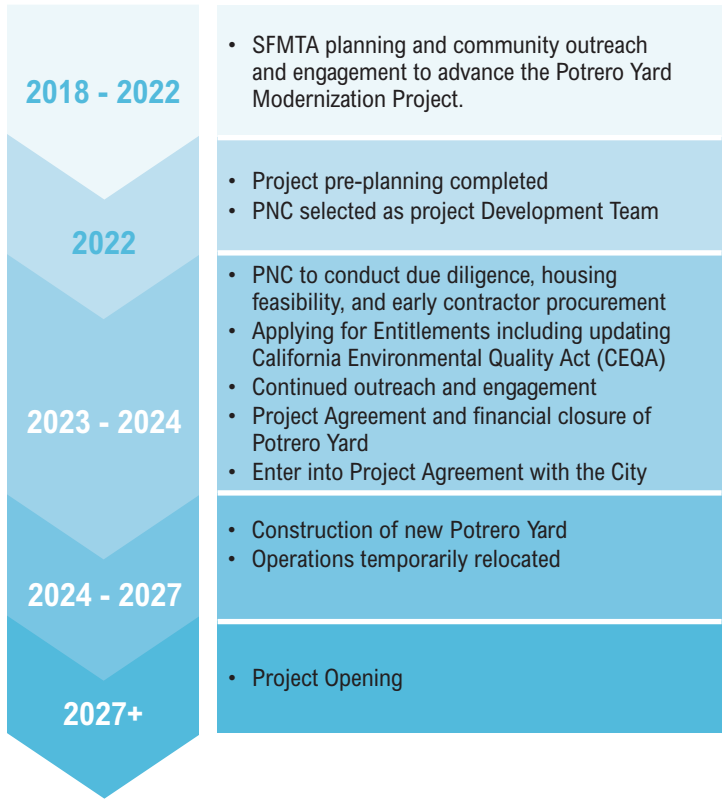 2018 - 2022
• SFMTA planning and community outreach
and engagement to advance the Potrero Yard
Modernization Project.
2022
• Project pre-planning completed
• PNC selected as project Development Team
2023 - 2024
• PNC to conduct due diligence, housing
feasibility, and early contractor procurement
• Applying for Entitlements including updating
California Environmental Quality Act (CEQA)
• Continued outreach and engagement
• Project Agreement and financial closure of
Potrero Yard
• Enter into Project Agreement with the City
2024 - 2027
• Construction of new Potrero Yard
• Operations temporarily relocated
2027+
• Project Opening